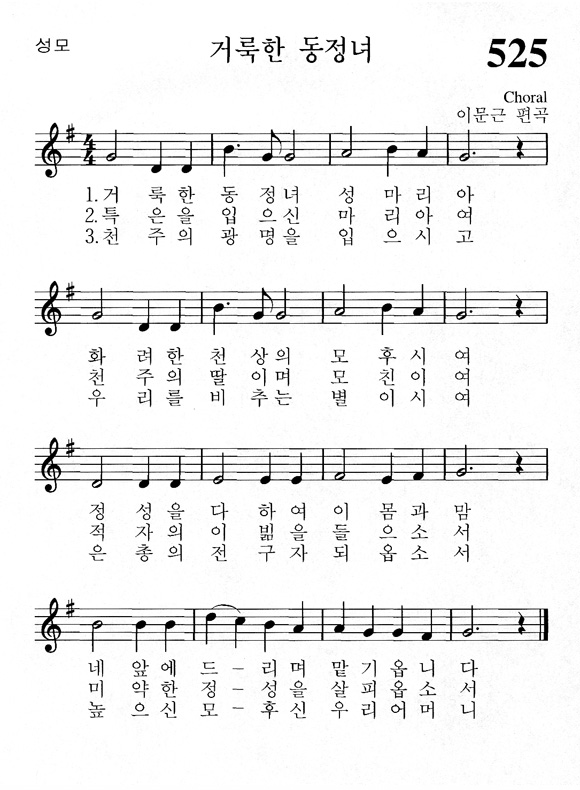 성모
거룩한 동정녀
525
Choral
이문근 편곡
1.거 룩 한 동 정 녀 성 마 리 아
2.특 은 을 입 으 신 마 리 아 여
3.천 주 의 광 명 을 입 으 시 고
화 려 한 천 상 의 모 후 시 여
천 주 의 딸 이 며 모 친 이 여
우 리 를 비 추 는 별 이 시 여
정 성 을 다 하 여 이 몸 과 맘
적 자 의 이 빎 을 들 으 소 서
은 총 의 전 구 자 되 옵 소 서
네 앞 에 드 - 리 며 맡 기 옵 니 다
미 약 한 정 - 성 을 살 피 옵 소 서
높 으 신 모 - 후 신 우 리 어 머 니